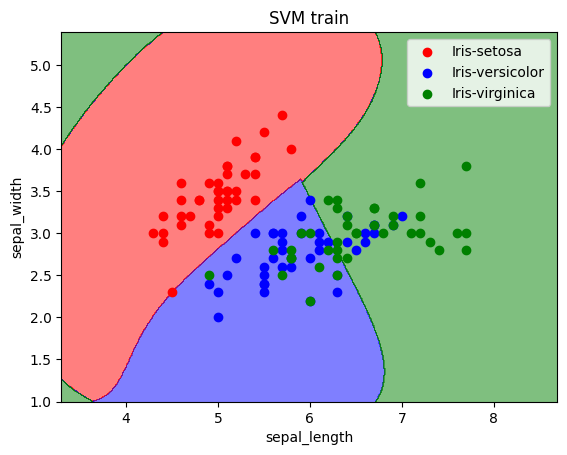 SVM train
Iris-setosa
Iris-versicolor
Iris-virginica
5.0
4.5
4.0
3.5
3.0
2.5
2.0
1.5
1.0
sepal_width
4 5 6 7 8
sepal_length